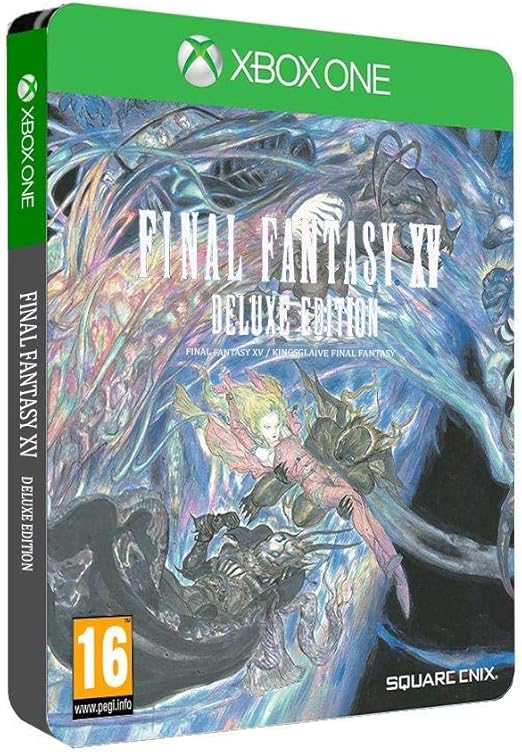 XBOX ONE
FINAL FANTASY XV
DELUXE EDITION
FINAL FANTASY XV / KINGSGLAIVE FINAL FANTASY
16
www.pegi.info
SQUARE ENIX.
XBOX ONE
FINAL FANTASY XV
DELUXE EDITION